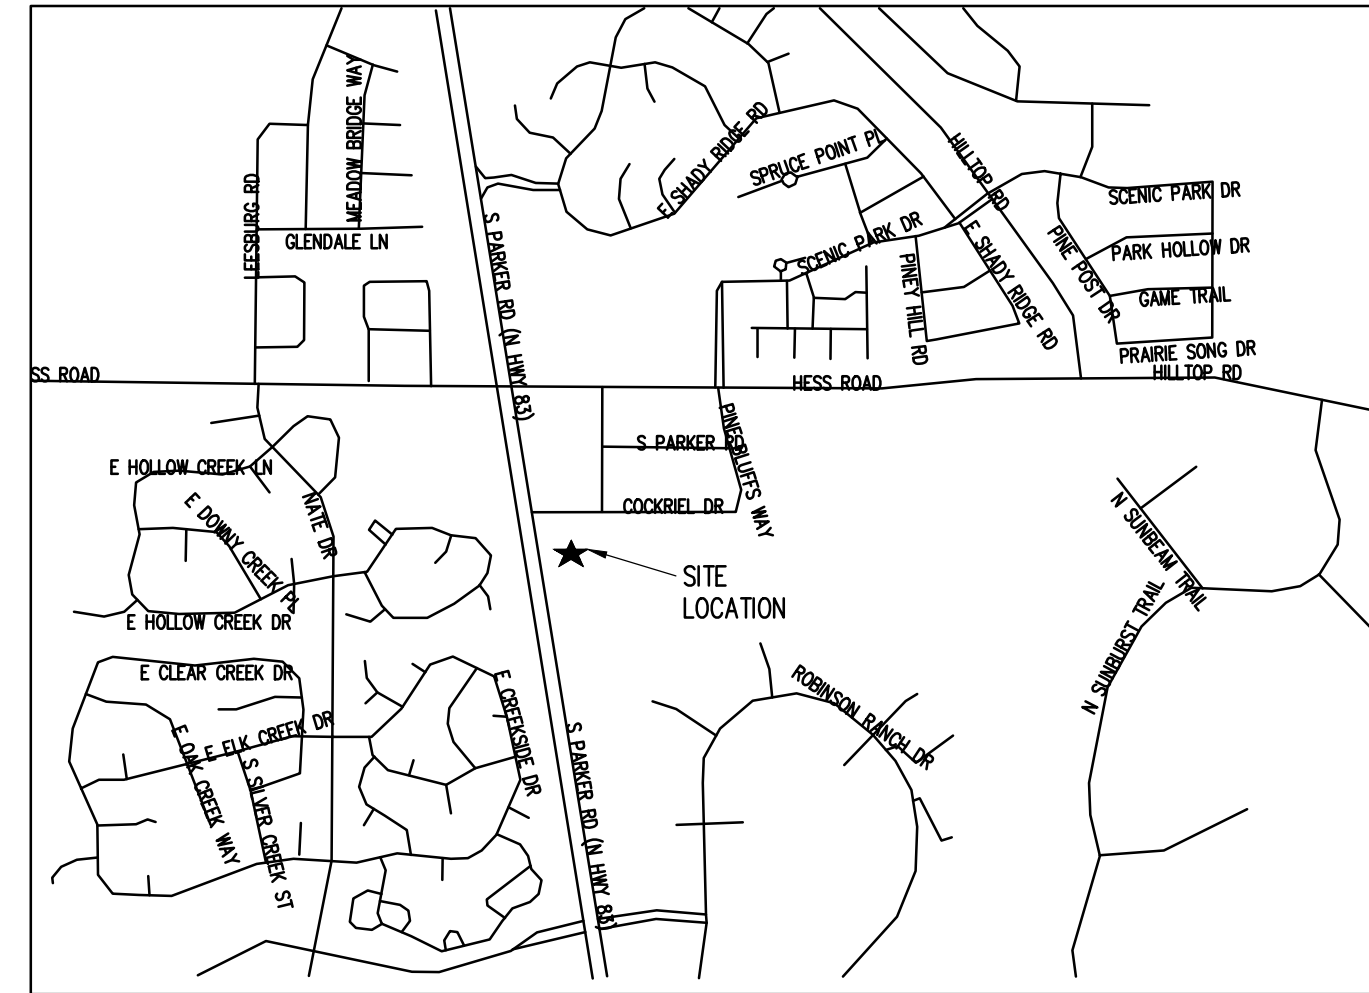 MEADOW BRIDGE WAY
E SHADY RIDGE RD
SPRUCE POINT PL
HILLTOP RD
LEESBURG RD
SCENIC PARK DR
GLENDALE LN
S PARKER RD (N HWY 83)
SCENIC PARK DR
PINEY HILL RD
E SHADY RIDGE RD
PINE POST DR
PARK HOLLOW DR
GAME TRAIL
PRAIRIE SONG DR
HILLTOP RD
SS ROAD
HESS ROAD
S PARKER RD
PINE BLUFFS WAY
COCKRIEL DR
E HOLLOW CREEK LN
E DOWNY CREEK PL
NATE DR
SITE
LOCATION
N SUNBEAM TRAIL
E HOLLOW CREEK DR
N SUNBURST TRAIL
E CLEAR CREEK DR
E CREEKSIDE DR
ROBINSON RANCH DR
E OAK CREEK WAY
E ELK CREEK DR
S SILVER CREEK ST
S PARKER RD (N HWY 83)